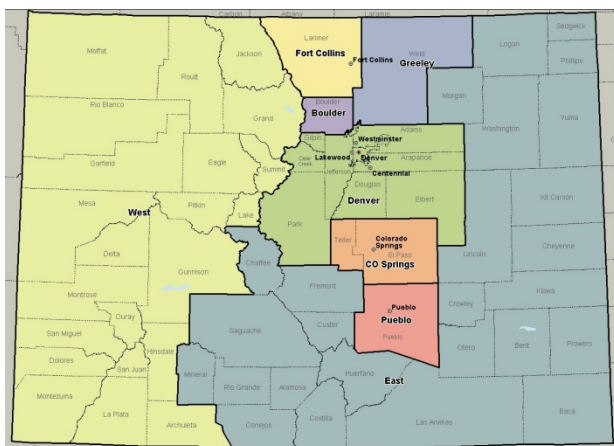 Carbon
Albany
Laramie
Moffat
Routt
Jackson
Larimer
Fort Collins
Fort Collins
Weld
Greeley
Logan
Sedgwick
Phillips
Rio Blanco
Grand
Boulder
Boulder
Morgan
Washington
Yuma
Garfield
Eagle
Summit
Gilpin
Clear
Creek
Westminster
Adams
Lakewood
Denver
Jefferson
Arapahoe
Centennial
Douglas
Denver
Elbert
Kit Carson
Mesa
West
Pitkin
Lake
Park
Teller
Colorado
Springs
El Paso
CO Springs
Lincoln
Cheyenne
Delta
Gunnison
Chaffee
Fremont
Kiowa
Montrose
Ouray
Saguache
Custer
Pueblo
Pueblo
Pueblo
Crowley
San Miguel
Hinsdale
Dolores
San Juan
Mineral
Rio Grande
Alamosa
Huerfano
East
Otero
Bent
Prowers
Montezuma
La Plata
Archuleta
Conejos
Costilla
Las Animas
Baca